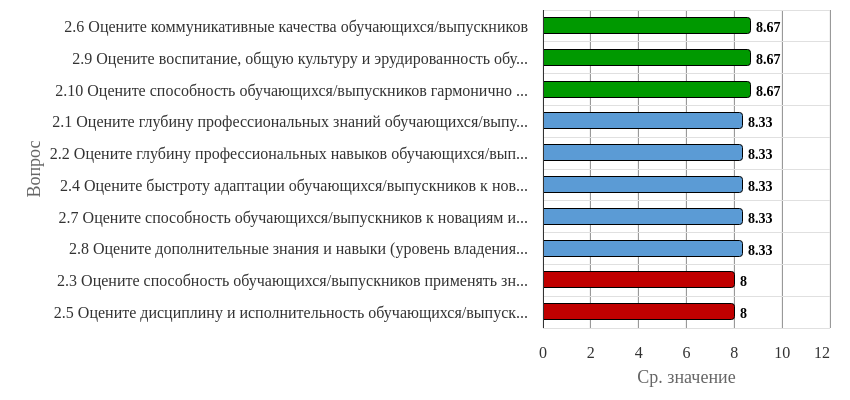 2.6 Оцените коммуникативные качества обучающихся/выпускников 8.67
2.9 Оцените воспитание, общую культуру и эрудированность обу... 8.67
2.10 Оцените способность обучающихся/выпускников гармонично ... 8.67
2.1 Оцените глубину профессиональных знаний обучающихся/выпу... 8.33
2.2 Оцените глубину профессиональных навыков обучающихся/вып... 8.33
2.4 Оцените быстроту адаптации обучающихся/выпускников к нов... 8.33
2.7 Оцените способность обучающихся/выпускников к новациям и... 8.33
2.8 Оцените дополнительные знания и навыки (уровень владения... 8.33
2.3 Оцените способность обучающихся/выпускников применять зн... 8
2.5 Оцените дисциплину и исполнительность обучающихся/выпуск... 8
Вопрос
0 2 4 6 8 10 12
Ср. значение